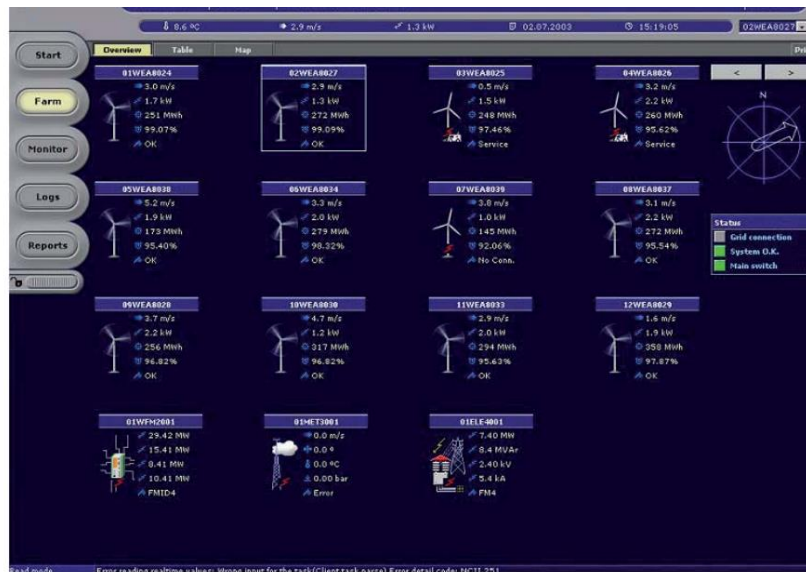 8.6 ºC 2.9 m/s 1.3 kW 02.07.2003 15:19:05 02WEA8027
Start
Farm
Monitor
Logs
Reports
Overview Table Map
01WEA8024
3.0 m/s
1.7 kW
251 MWh
99.07%
OK
02WEA8027
2.9 m/s
1.3 kW
272 MWh
99.09%
OK
03WEA8025
0.5 m/s
1.5 kW
248 MWh
97.46%
Service
04WEA8026
3.2 m/s
2.2 kW
260 MWh
95.62%
Service
05WEA8038
5.2 m/s
1.9 kW
173 MWh
95.40%
OK
06WEA8034
3.3 m/s
2.0 kW
279 MWh
98.32%
OK
07WEA8039
3.8 m/s
1.0 kW
145 MWh
92.06%
No Conn.
08WEA8037
3.1 m/s
2.2 kW
272 MWh
95.54%
OK
09WEA8028
3.7 m/s
2.2 kW
256 MWh
96.82%
OK
10WEA8030
4.7 m/s
1.2 kW
317 MWh
96.82%
OK
11WEA8033
2.9 m/s
2.0 kW
294 MWh
95.63%
OK
12WEA8029
1.6 m/s
1.9 kW
358 MWh
97.87%
OK
01WFM2001
29.42 MW
15.41 MW
8.41 MW
10.41 MW
FMID4
01MET3001
0.0 m/s
0.0 º
0.0 ºC
0.00 bar
Error
01ELE4001
7.40 MW
8.4 MVAr
2.40 kV
5.4 kA
FM4
< >
N
Status
Grid connection
System O.K.
Main switch
Read mode Error reading realtime values: Wrong input for the task(Client task parse) Error detail code: